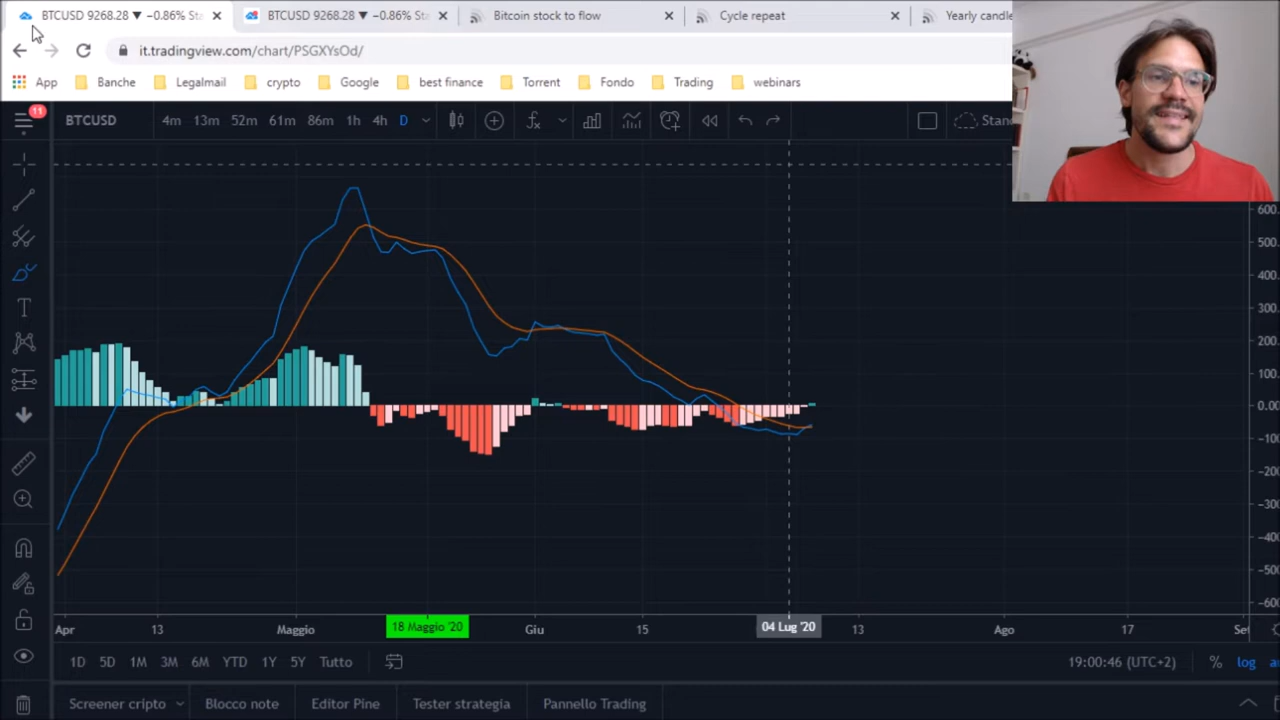 BTCUSD 9268.28 ▼ −0.86% Sta
BTCUSD 9268.28 ▼ −0.86% Sta
Bitcoin stock to flow
Cycle repeat
Yearly candle
it.tradingview.com/chart/PSGXYsOd/
App
Banche
Legalmail
crypto
Google
best finance
Torrent
Fondo
Trading
webinars
11
BTCUSD
4m
13m
52m
61m
86m
1h
4h
D
Stan
600.
500.
400.
300.
200.
100.
0.00
−100
−200
−300
−400
−500
−600
Apr
13
Maggio
18 Maggio '20
Giu
15
04 Lug '20
13
Ago
17
Set
1D
5D
1M
3M
6M
YTD
1Y
5Y
Tutto
19:00:46 (UTC+2)
%
log
au
Screener cripto
Blocco note
Editor Pine
Tester strategia
Pannello Trading